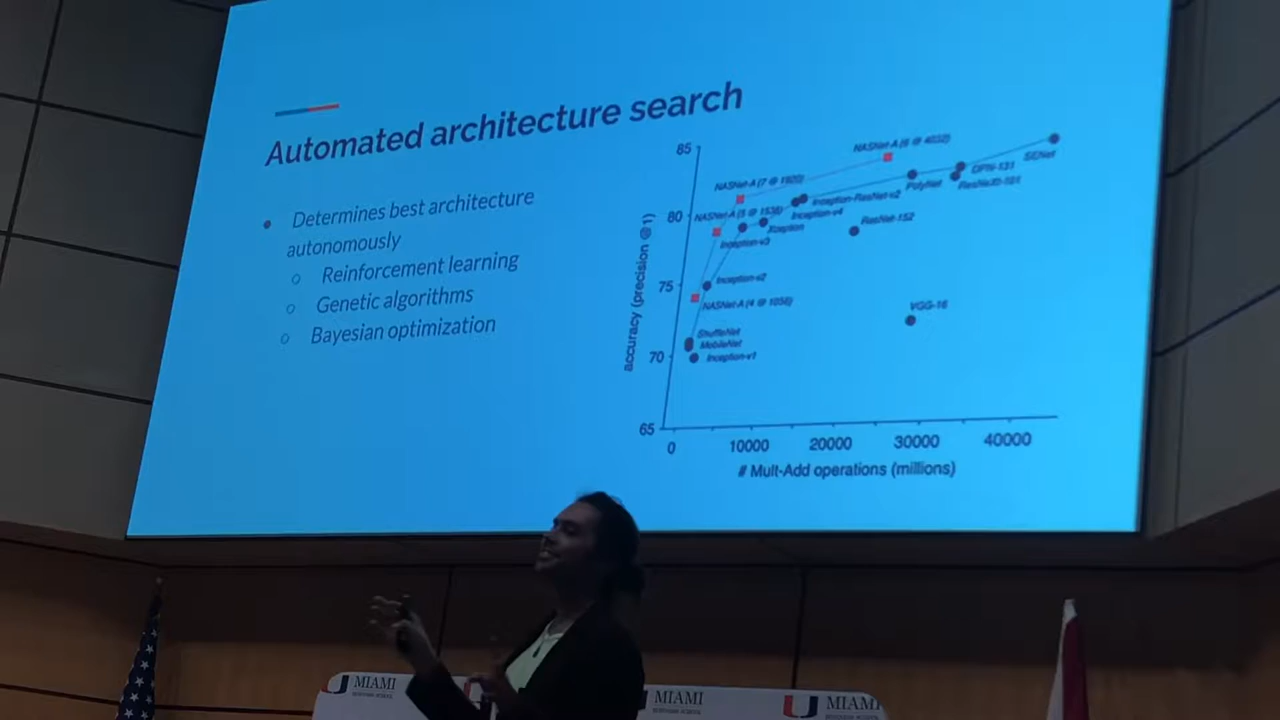 Automated architecture search
Determines best architecture
autonomously
Reinforcement learning
Genetic algorithms
Bayesian optimization
85
80
75
70
65
0
10000
20000
30000
40000
accuracy (precision @1)
# Mult-Add operations (millions)
NASNet-A (6 @ 4032)
NASNet-A (7 @ 1920)
NASNet-A (5 @ 1538)
NASNet-A (4 @ 1056)
DPN-131
SENet
PolyNet
ResNeXt-101
Inception-ResNet-v2
Inception-v4
Xception
ResNet-152
Inception-v3
Inception-v2
VGG-16
ShuffleNet
MobileNet
Inception-v1
MIAMI
MIAMI
MIAMI